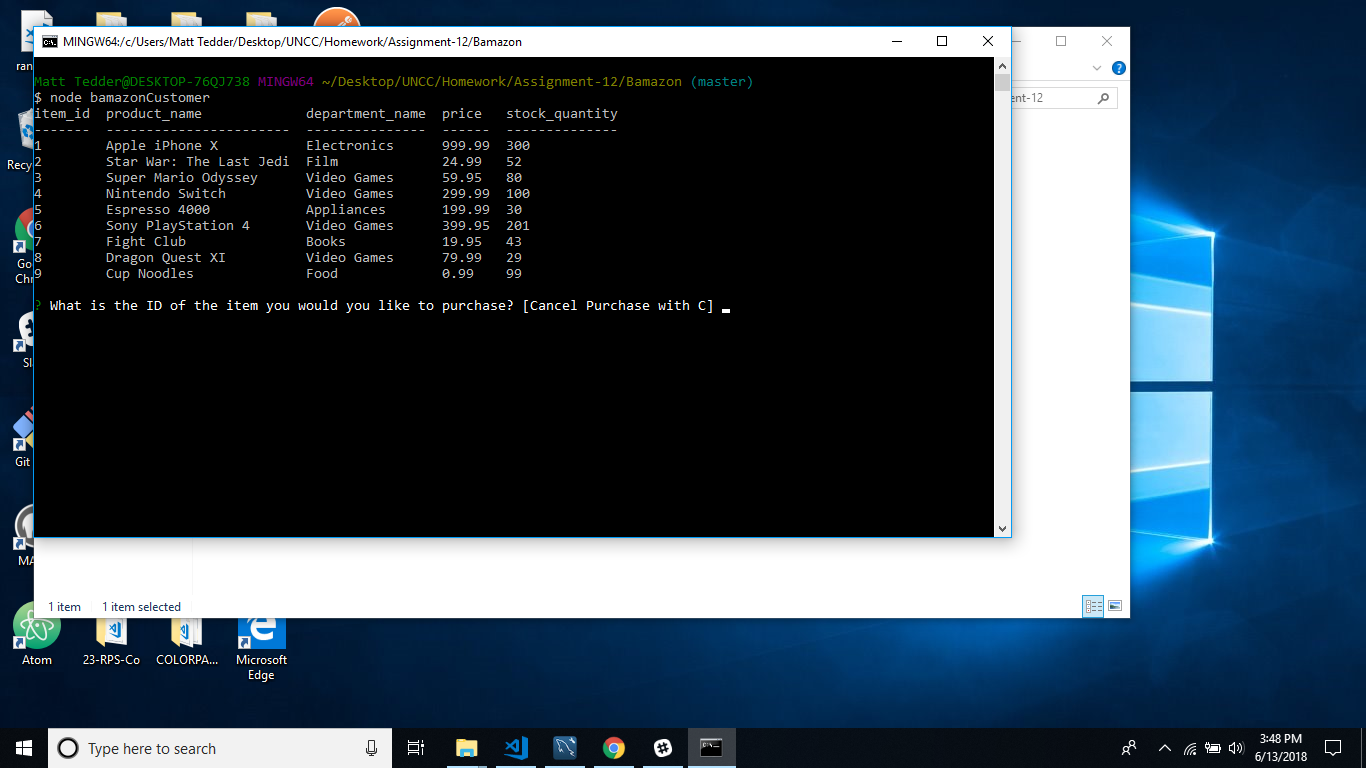 MINGW64:/c/Users/Matt Tedder/Desktop/UNCC/Homework/Assignment-12/Bamazon
Matt Tedder@DESKTOP-76QJ738 MINGW64 ~/Desktop/UNCC/Homework/Assignment-12/Bamazon (master)
$ node bamazonCustomer
item_id product_name department_name price stock_quantity
------- ----------------------- --------------- ------ --------------
1 Apple iPhone X Electronics 999.99 300
2 Star War: The Last Jedi Film 24.99 52
3 Super Mario Odyssey Video Games 59.95 80
4 Nintendo Switch Video Games 299.99 100
5 Espresso 4000 Appliances 199.99 30
6 Sony PlayStation 4 Video Games 399.95 201
7 Fight Club Books 19.95 43
8 Dragon Quest XI Video Games 79.99 29
9 Cup Noodles Food 0.99 99
? What is the ID of the item you would you like to purchase? [Cancel Purchase with C]
ent-12
ran
Recy
Go
Chr
Sl
Git
MA
1 item 1 item selected
Atom 23-RPS-Co COLORPA... Microsoft Edge
Type here to search
3:48 PM
6/13/2018